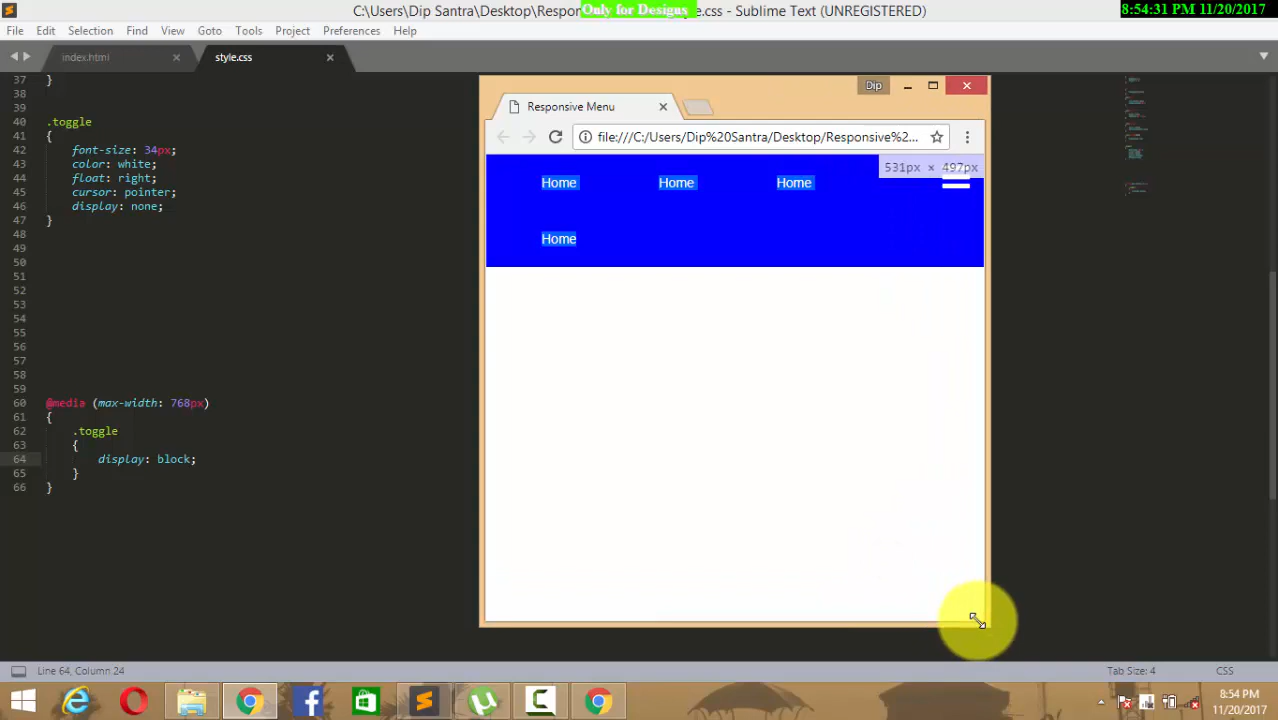 C:\Users\Dip Santra\Desktop\Respon
Only for Designs
e.css - Sublime Text (UNREGISTERED)
8:54:31 PM 11/20/2017
File Edit Selection Find View Goto Tools Project Preferences Help
index.html
style.css
37 }
38
39
40 .toggle
41 {
42 font-size: 34px;
43 color: white;
44 float: right;
45 cursor: pointer;
46 display: none;
47 }
48
49
50
51
52
53
54
55
56
57
58
59
60 @media (max-width: 768px)
61 {
62 .toggle
63 {
64 display: block;
65 }
66 }
Dip
Responsive Menu
file:///C:/Users/Dip%20Santra/Desktop/Responsive%2...
531px × 497px
Home Home Home
Home
Line 64, Column 24
Tab Size: 4
CSS
8:54 PM
11/20/2017